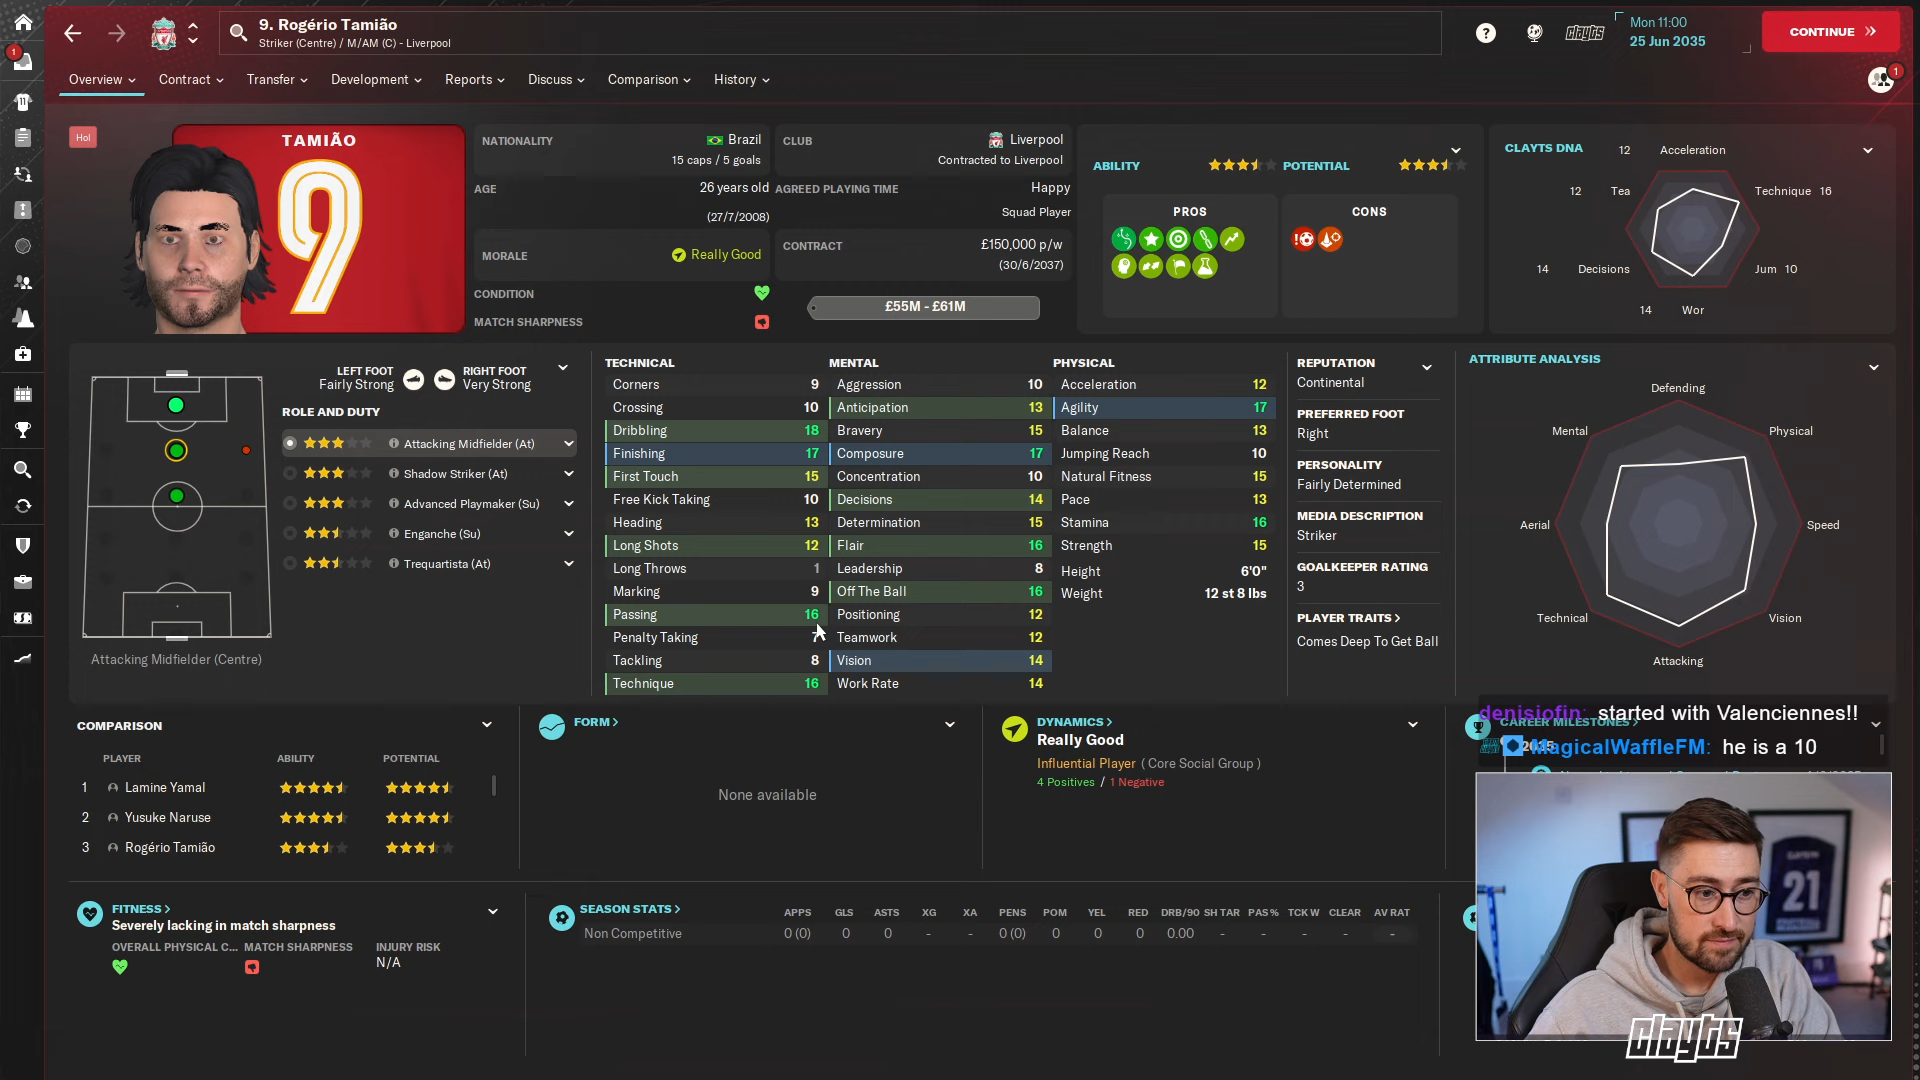 9. Rogério Tamião
Striker (Centre) / M/AM (C) - Liverpool
Mon 11:00
25 Jun 2035
CONTINUE
Overview
Contract
Transfer
Development
Reports
Discuss
Comparison
History
1
1
Hol
TAMIÃO
9
NATIONALITY
Brazil
15 caps / 5 goals
AGE
26 years old
(27/7/2008)
MORALE
Really Good
CONDITION
MATCH SHARPNESS
CLUB
Liverpool
Contracted to Liverpool
AGREED PLAYING TIME
Happy
Squad Player
CONTRACT
£150,000 p/w
(30/6/2037)
£55M - £61M
ABILITY
POTENTIAL
PROS
CONS
CLAYTS DNA
12 Acceleration
12 Tea
Technique 16
14 Decisions
Jum 10
14 Wor
LEFT FOOT
Fairly Strong
RIGHT FOOT
Very Strong
ROLE AND DUTY
Attacking Midfielder (At)
Shadow Striker (At)
Advanced Playmaker (Su)
Enganche (Su)
Trequartista (At)
Attacking Midfielder (Centre)
TECHNICAL
Corners 9
Crossing 10
Dribbling 18
Finishing 17
First Touch 15
Free Kick Taking 10
Heading 13
Long Shots 12
Long Throws 1
Marking 9
Passing 16
Penalty Taking
Tackling 8
Technique 16
MENTAL
Aggression 10
Anticipation 13
Bravery 15
Composure 17
Concentration 10
Decisions 14
Determination 15
Flair 16
Leadership 8
Off The Ball 16
Positioning 12
Teamwork 12
Vision 14
Work Rate 14
PHYSICAL
Acceleration 12
Agility 17
Balance 13
Jumping Reach 10
Natural Fitness 15
Pace 13
Stamina 16
Strength 15
Height 6'0"
Weight 12 st 8 lbs
REPUTATION
Continental
PREFERRED FOOT
Right
PERSONALITY
Fairly Determined
MEDIA DESCRIPTION
Striker
GOALKEEPER RATING
3
PLAYER TRAITS >
Comes Deep To Get Ball
ATTRIBUTE ANALYSIS
Defending
Mental
Physical
Aerial
Speed
Technical
Vision
Attacking
COMPARISON
PLAYER ABILITY POTENTIAL
1 Lamine Yamal
2 Yusuke Naruse
3 Rogério Tamião
FORM >
None available
DYNAMICS >
Really Good
Influential Player ( Core Social Group )
4 Positives / 1 Negative
CAREER MILESTONES >
denisiofin: started with Valenciennes!!
MagicalWaffleFM: he is a 10
FITNESS >
Severely lacking in match sharpness
OVERALL PHYSICAL C...
MATCH SHARPNESS
INJURY RISK
N/A
SEASON STATS >
APPS GLS ASTS XG XA PENS POM YEL RED DRB/90 SH TAR PAS % TCK W CLEAR AV RAT
Non Competitive 0 (0) 0 0 - - 0 (0) 0 0 0 0.00 - - - - -
21
clayts